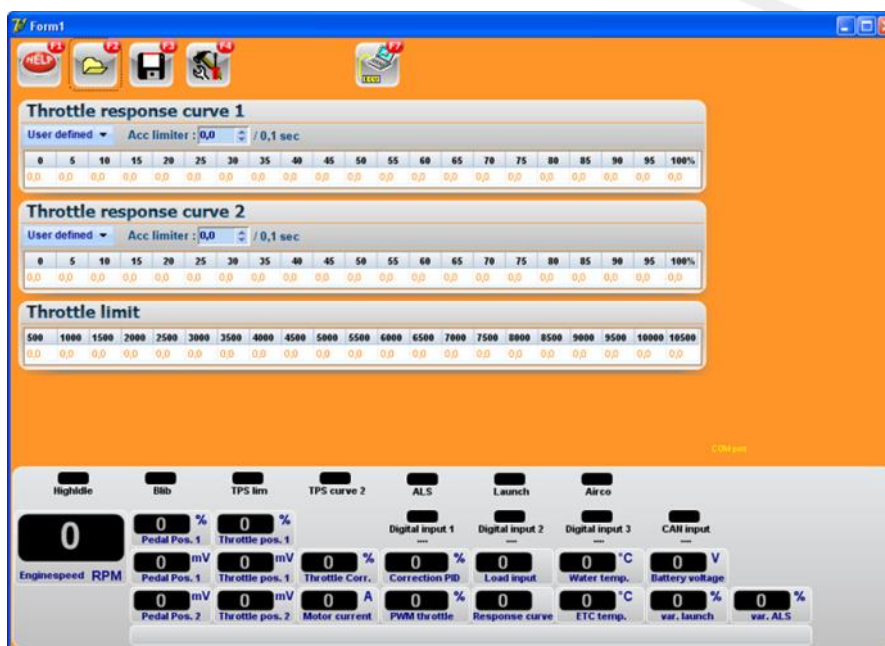 Form1
F1 F2 F3 F4 F7
HELP ECU
Throttle response curve 1
User defined Acc limiter : 0,0 / 0,1 sec
0 5 10 15 20 25 30 35 40 45 50 55 60 65 70 75 80 85 90 95 100%
0,0 0,0 0,0 0,0 0,0 0,0 0,0 0,0 0,0 0,0 0,0 0,0 0,0 0,0 0,0 0,0 0,0 0,0 0,0 0,0 0,0
Throttle response curve 2
User defined Acc limiter : 0,0 / 0,1 sec
0 5 10 15 20 25 30 35 40 45 50 55 60 65 70 75 80 85 90 95 100%
0,0 0,0 0,0 0,0 0,0 0,0 0,0 0,0 0,0 0,0 0,0 0,0 0,0 0,0 0,0 0,0 0,0 0,0 0,0 0,0 0,0
Throttle limit
500 1000 1500 2000 2500 3000 3500 4000 4500 5000 5500 6000 6500 7000 7500 8000 8500 9000 9500 10000 10500
0,0 0,0 0,0 0,0 0,0 0,0 0,0 0,0 0,0 0,0 0,0 0,0 0,0 0,0 0,0 0,0 0,0 0,0 0,0 0,0 0,0
Highidle Blib TPS lim TPS curve 2 ALS Launch Airco
0 % 0 %
Pedal Pos. 1 Throttle pos. 1 Digital input 1 Digital input 2 Digital input 3 CAN input
---- ---- ---- ----
0
0 mV 0 mV 0 % 0 % 0 0 °C 0 V
Enginespeed RPM Pedal Pos. 1 Throttle pos. 1 Throttle Corr. Correction PID Load input Water temp. Battery voltage
0 mV 0 mV 0 A 0 % 0 0 °C 0 % 0 %
Pedal Pos. 2 Throttle pos. 2 Motor current PWM throttle Response curve ETC temp. var. launch var. ALS